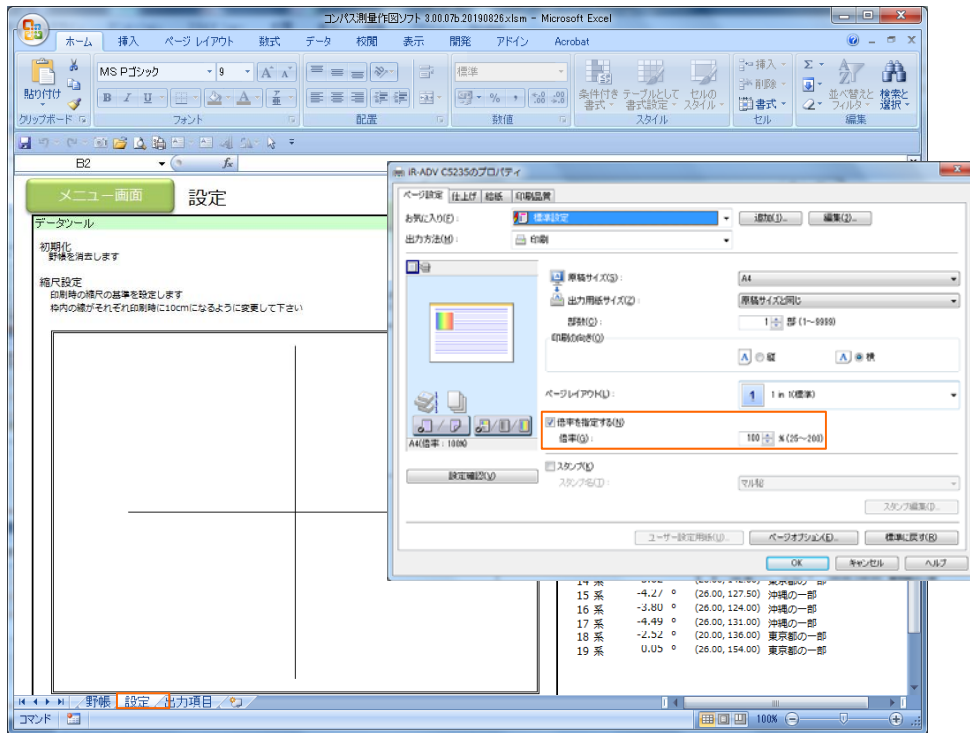 コンパス測量作図ソフト 3.00.07b.20190826.xlsm - Microsoft Excel
ホーム 挿入 ページ レイアウト 数式 データ 校閲 表示 開発 アドイン Acrobat
MS Pゴシック 9 A A 標準
貼り付け B I U A % , 条件付き書式 テーブルとして書式設定 セルのスタイル 挿入 削除 書式 Σ 並べ替えとフィルタ 検索と選択
クリップボード フォント 配置 数値 スタイル セル 編集
B2 fx
メニュー画面 設定
データツール
初期化
野帳を消去します
縮尺設定
印刷時の縮尺の基準を設定します
枠内の線がそれぞれ印刷時に10cmになるように変更して下さい
iR-ADV C5235のプロパティ
ページ設定 仕上げ 給紙 印刷品質
お気に入り(F): 標準設定 追加(1)... 編集(2)...
出力方法(M): 印刷
原稿サイズ(S): A4
出力用紙サイズ(Z): 原稿サイズと同じ
部数(C): 1 部 (1～9999)
印刷の向き(O)
A 縦 A 横
ページレイアウト(L): 1 1 in 1(標準)
倍率を指定する(N)
倍率(G): 100 % (25～200)
A4(倍率 : 100%)
設定確認(V)
スタンプ(K)
スタンプ名(I): マル秘
スタンプ編集(D)...
ユーザー設定用紙(U)... ページオプション(E)... 標準に戻す(R)
OK キャンセル ヘルプ
15 系 -4.27 ° (26.00, 127.50) 沖縄の一部
16 系 -3.80 ° (26.00, 124.00) 沖縄の一部
17 系 -4.49 ° (26.00, 131.00) 沖縄の一部
18 系 -2.52 ° (20.00, 136.00) 東京都の一部
19 系 0.05 ° (26.00, 154.00) 東京都の一部
野帳 設定 出力項目
コマンド 100%